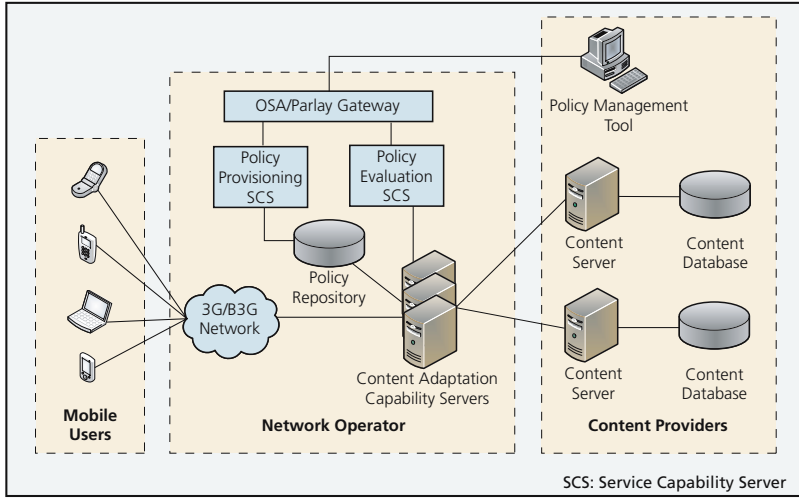 OSA/Parlay Gateway
Policy Management
Tool
Policy
Provisioning
SCS
Policy
Evaluation
SCS
Content
Server
Content
Database
Policy
Repository
3G/B3G
Network
Content Adaptation
Capability Servers
Content
Server
Content
Database
Mobile
Users
Network Operator
Content Providers
SCS: Service Capability Server